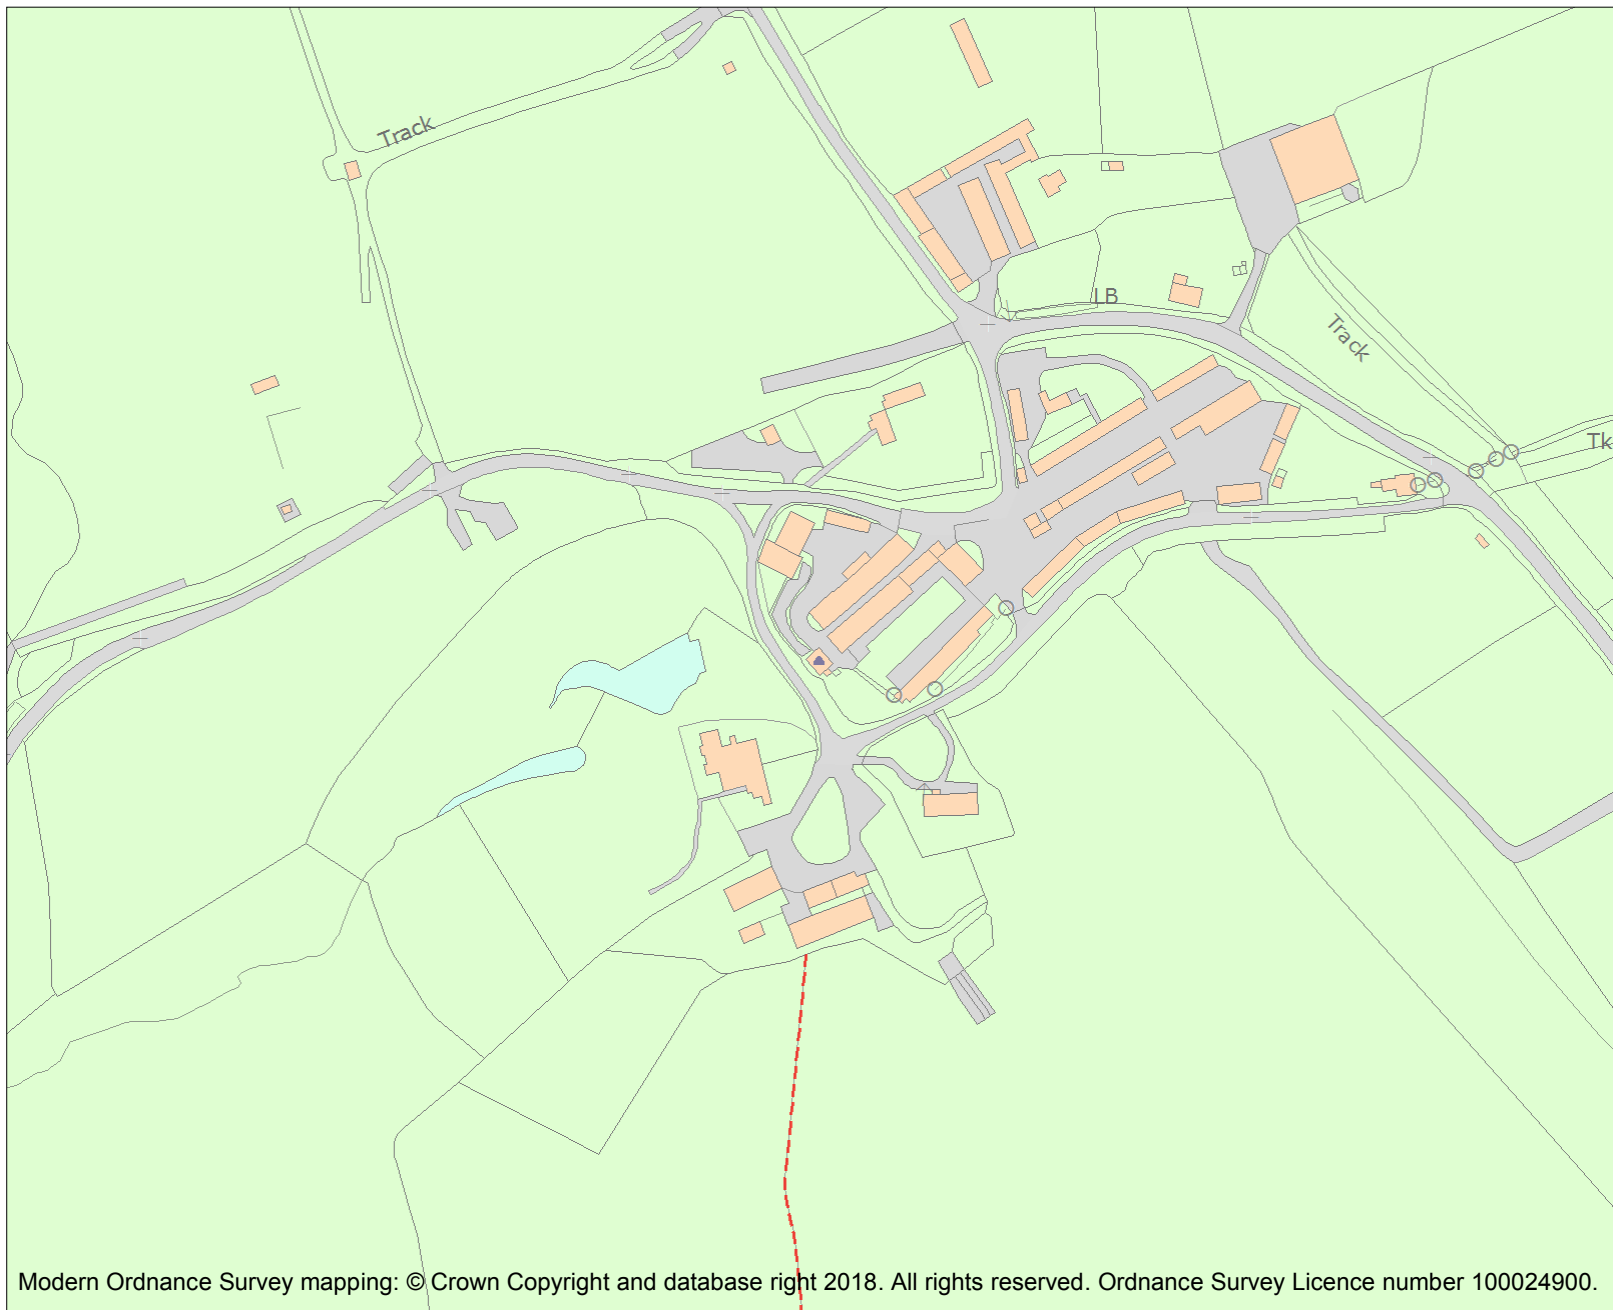 Track
LB
Track
Tk
Modern Ordnance Survey mapping: © Crown Copyright and database right 2018. All rights reserved. Ordnance Survey Licence number 100024900.